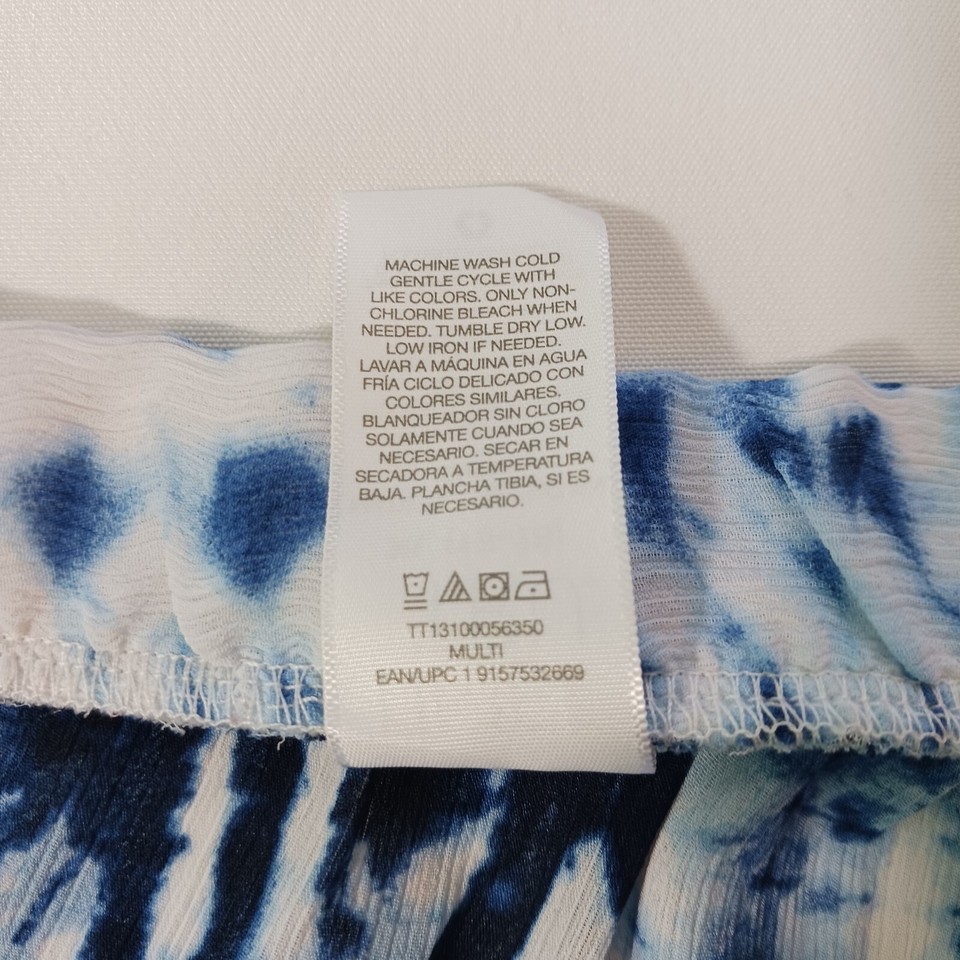 MACHINE WASH COLD
GENTLE CYCLE WITH
LIKE COLORS. ONLY NON-
CHLORINE BLEACH WHEN
NEEDED. TUMBLE DRY LOW.
LOW IRON IF NEEDED.
LAVAR A MÁQUINA EN AGUA
FRÍA CICLO DELICADO CON
COLORES SIMILARES.
BLANQUEADOR SIN CLORO
SOLAMENTE CUANDO SEA
NECESARIO. SECAR EN
SECADORA A TEMPERATURA
BAJA. PLANCHA TIBIA, SI ES
NECESARIO.
TT13100056350
MULTI
EAN/UPC 1 9157532669